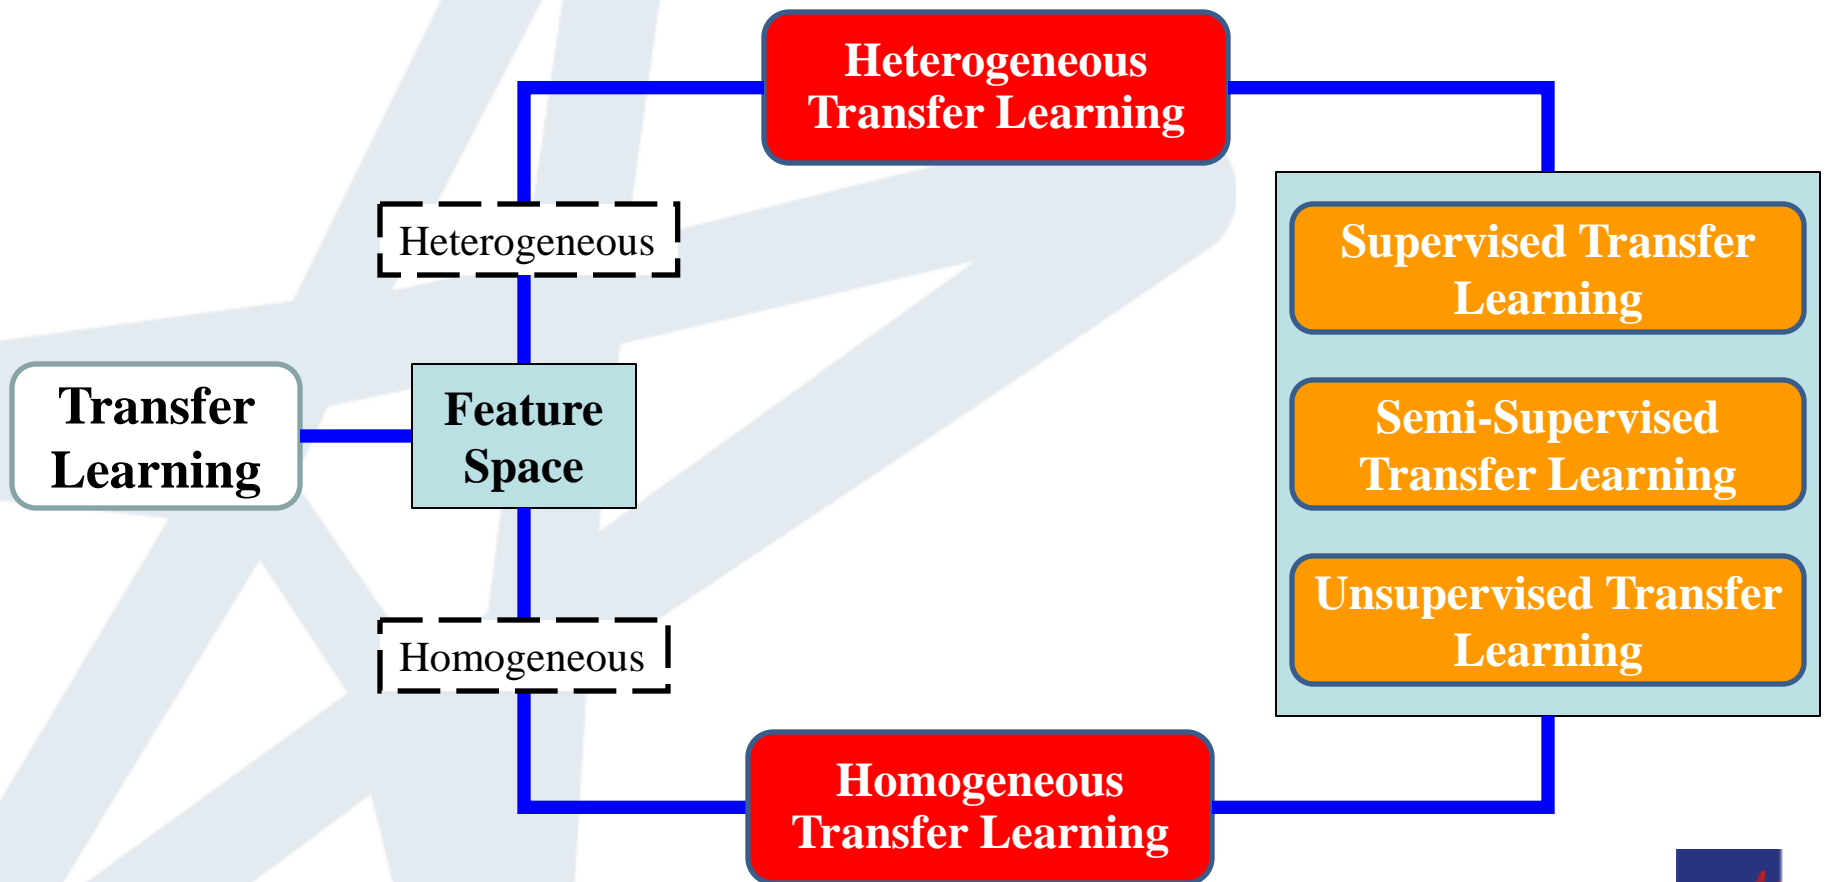 Heterogeneous
Transfer Learning
Heterogeneous
Supervised Transfer
Learning
Transfer
Learning
Feature
Space
Semi-Supervised
Transfer Learning
Unsupervised Transfer
Learning
Homogeneous
Homogeneous
Transfer Learning